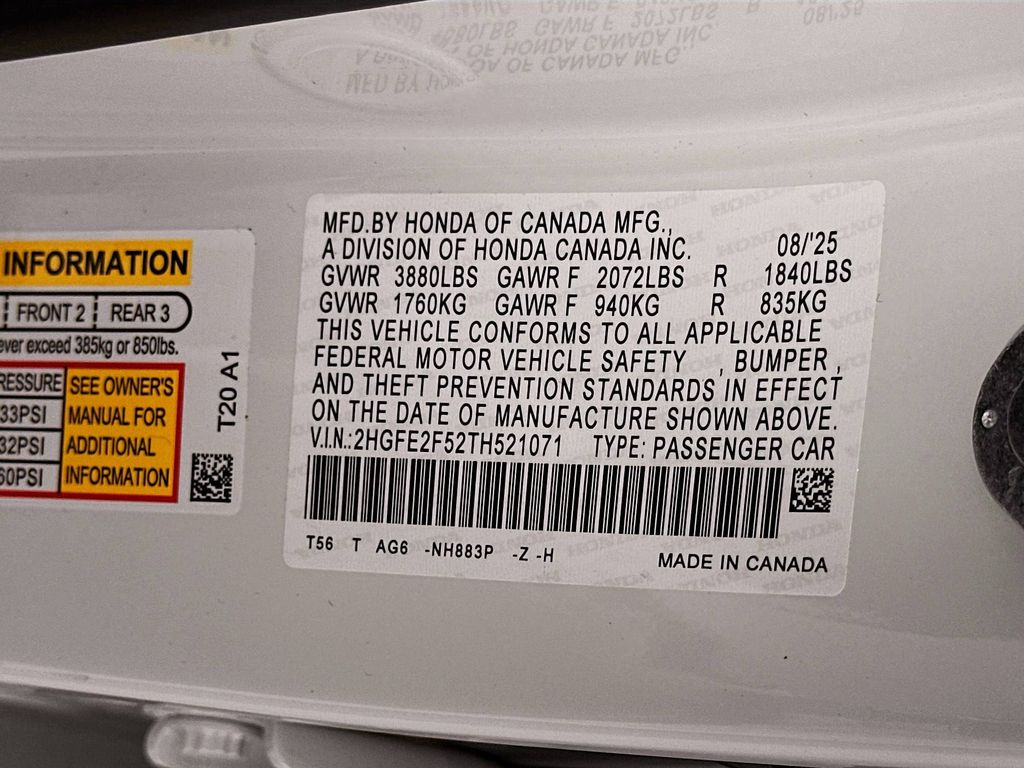 INFORMATION
FRONT 2 REAR 3
ever exceed 385kg or 850lbs.
RESSURE
33PSI
32PSI
60PSI
SEE OWNER'S
MANUAL FOR
ADDITIONAL
INFORMATION
T20 A1
MFD.BY HONDA OF CANADA MFG.,
A DIVISION OF HONDA CANADA INC. 08/'25
GVWR 3880LBS GAWR F 2072LBS R 1840LBS
GVWR 1760KG GAWR F 940KG R 835KG
THIS VEHICLE CONFORMS TO ALL APPLICABLE
FEDERAL MOTOR VEHICLE SAFETY , BUMPER ,
AND THEFT PREVENTION STANDARDS IN EFFECT
ON THE DATE OF MANUFACTURE SHOWN ABOVE.
V.I.N.:2HGFE2F52TH521071 TYPE: PASSENGER CAR
T56 T AG6 -NH883P -Z -H
MADE IN CANADA